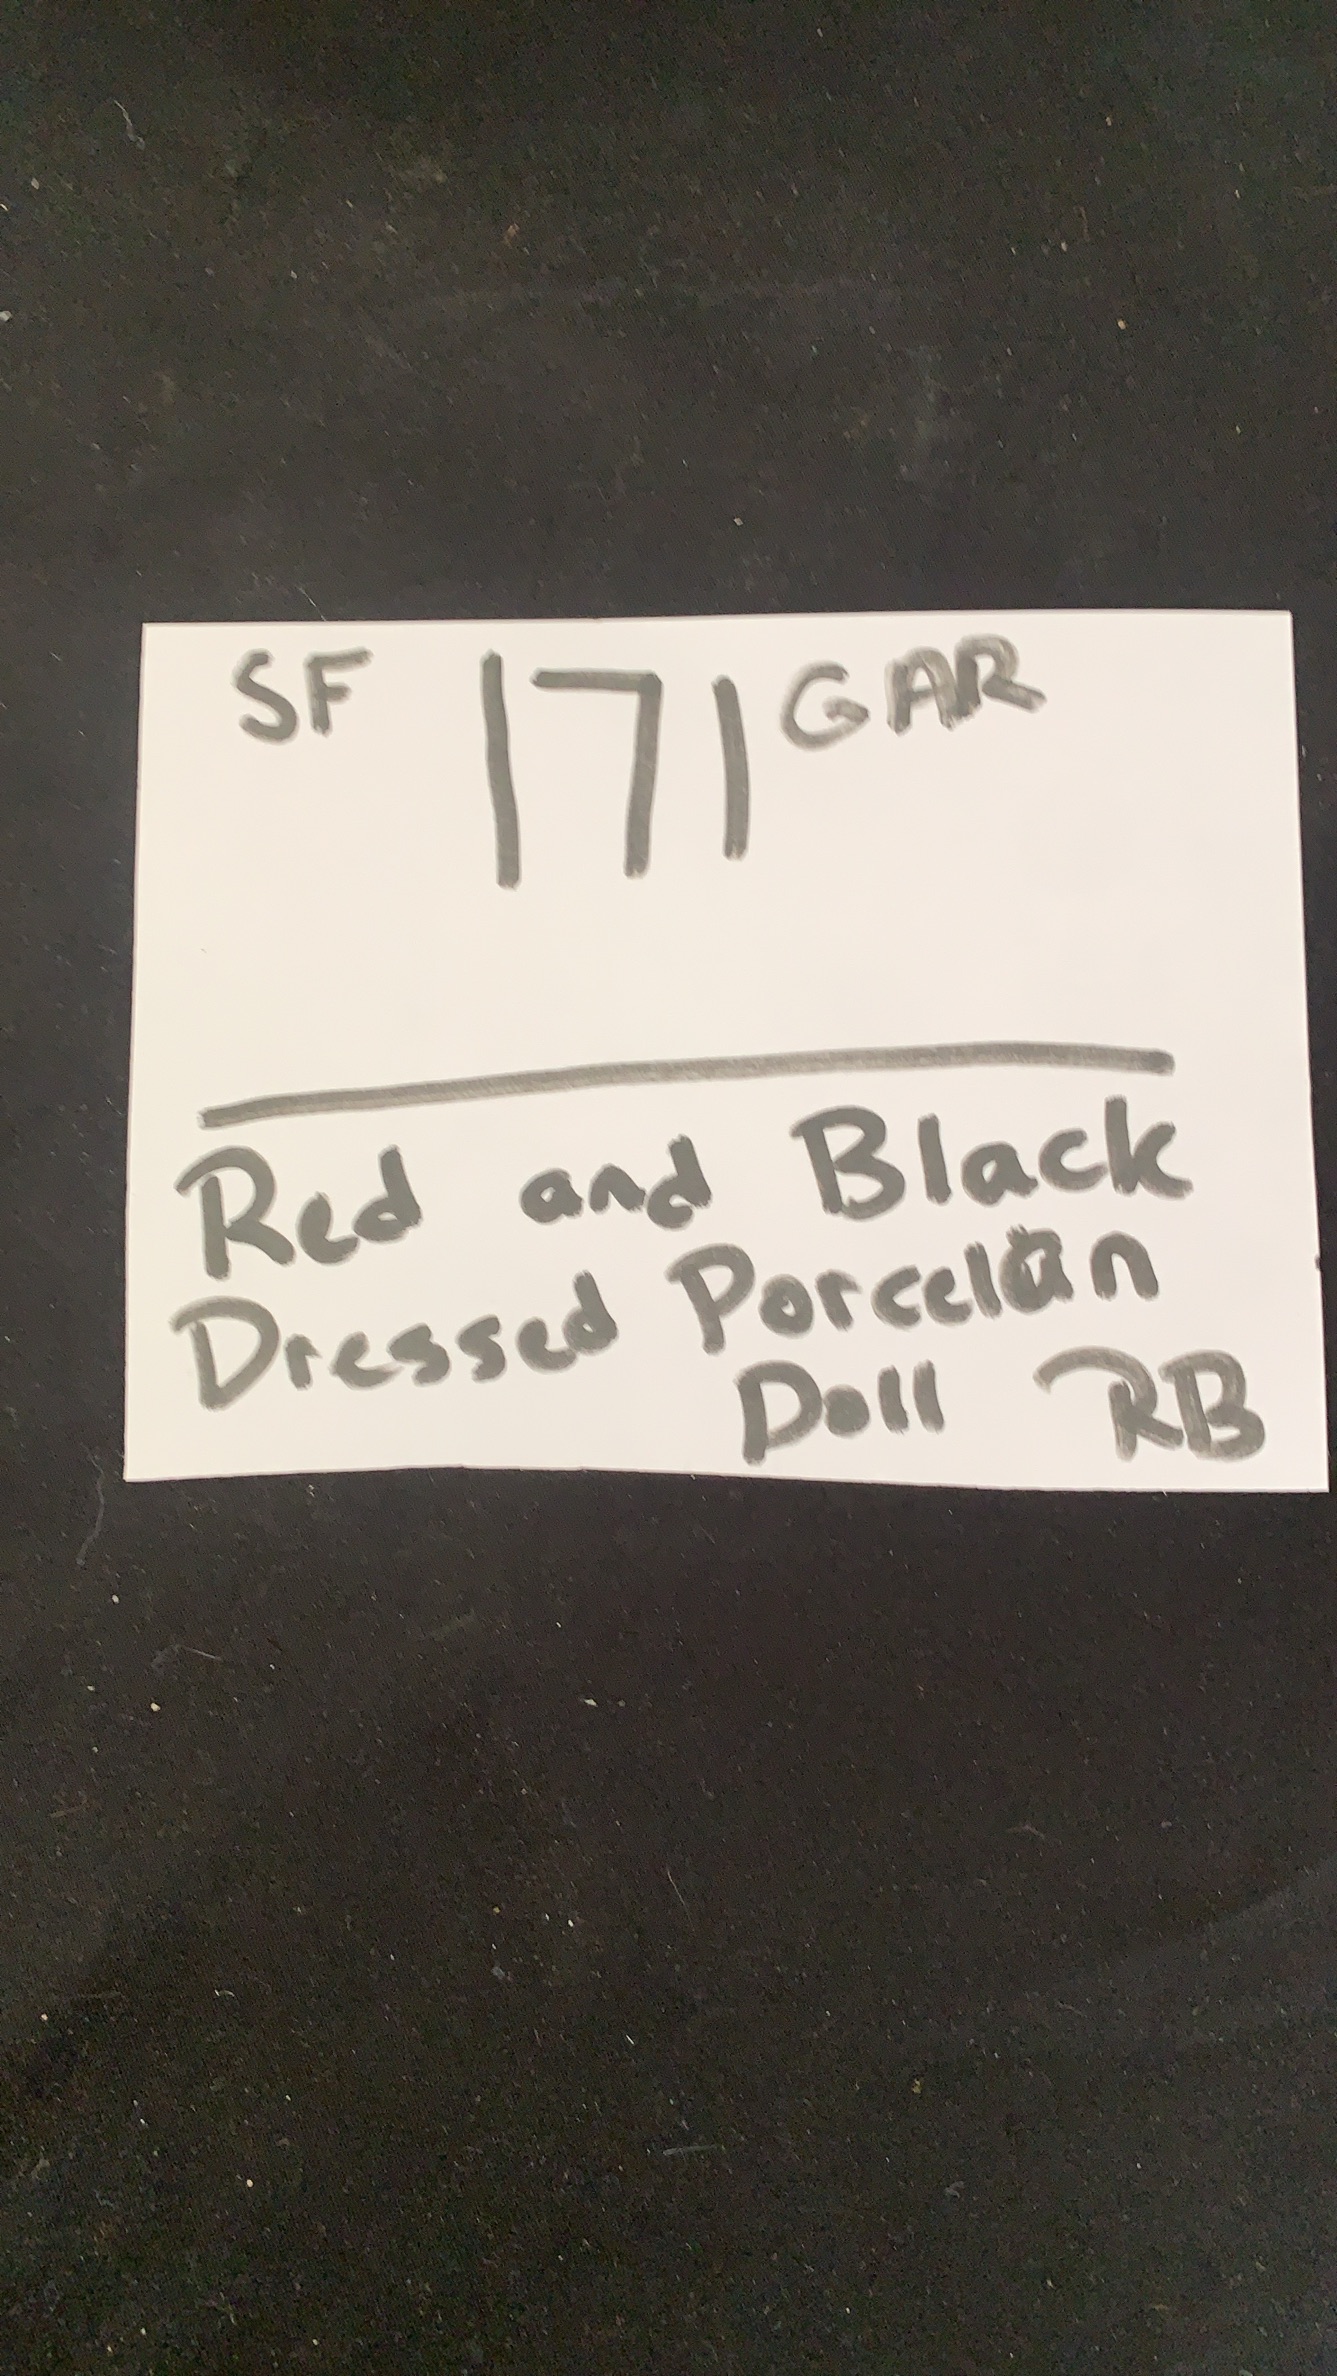 SF 171 GAR
Red and Black
Dressed Porcelan
Doll RB